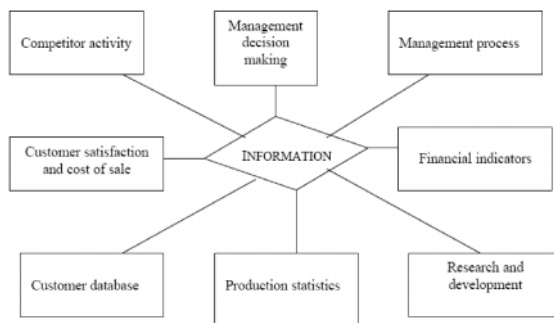 Competitor activity
Management
decision
making
Management process
Customer satisfaction
and cost of sale
INFORMATION
Financial indicators
Customer database
Production statistics
Research and
development